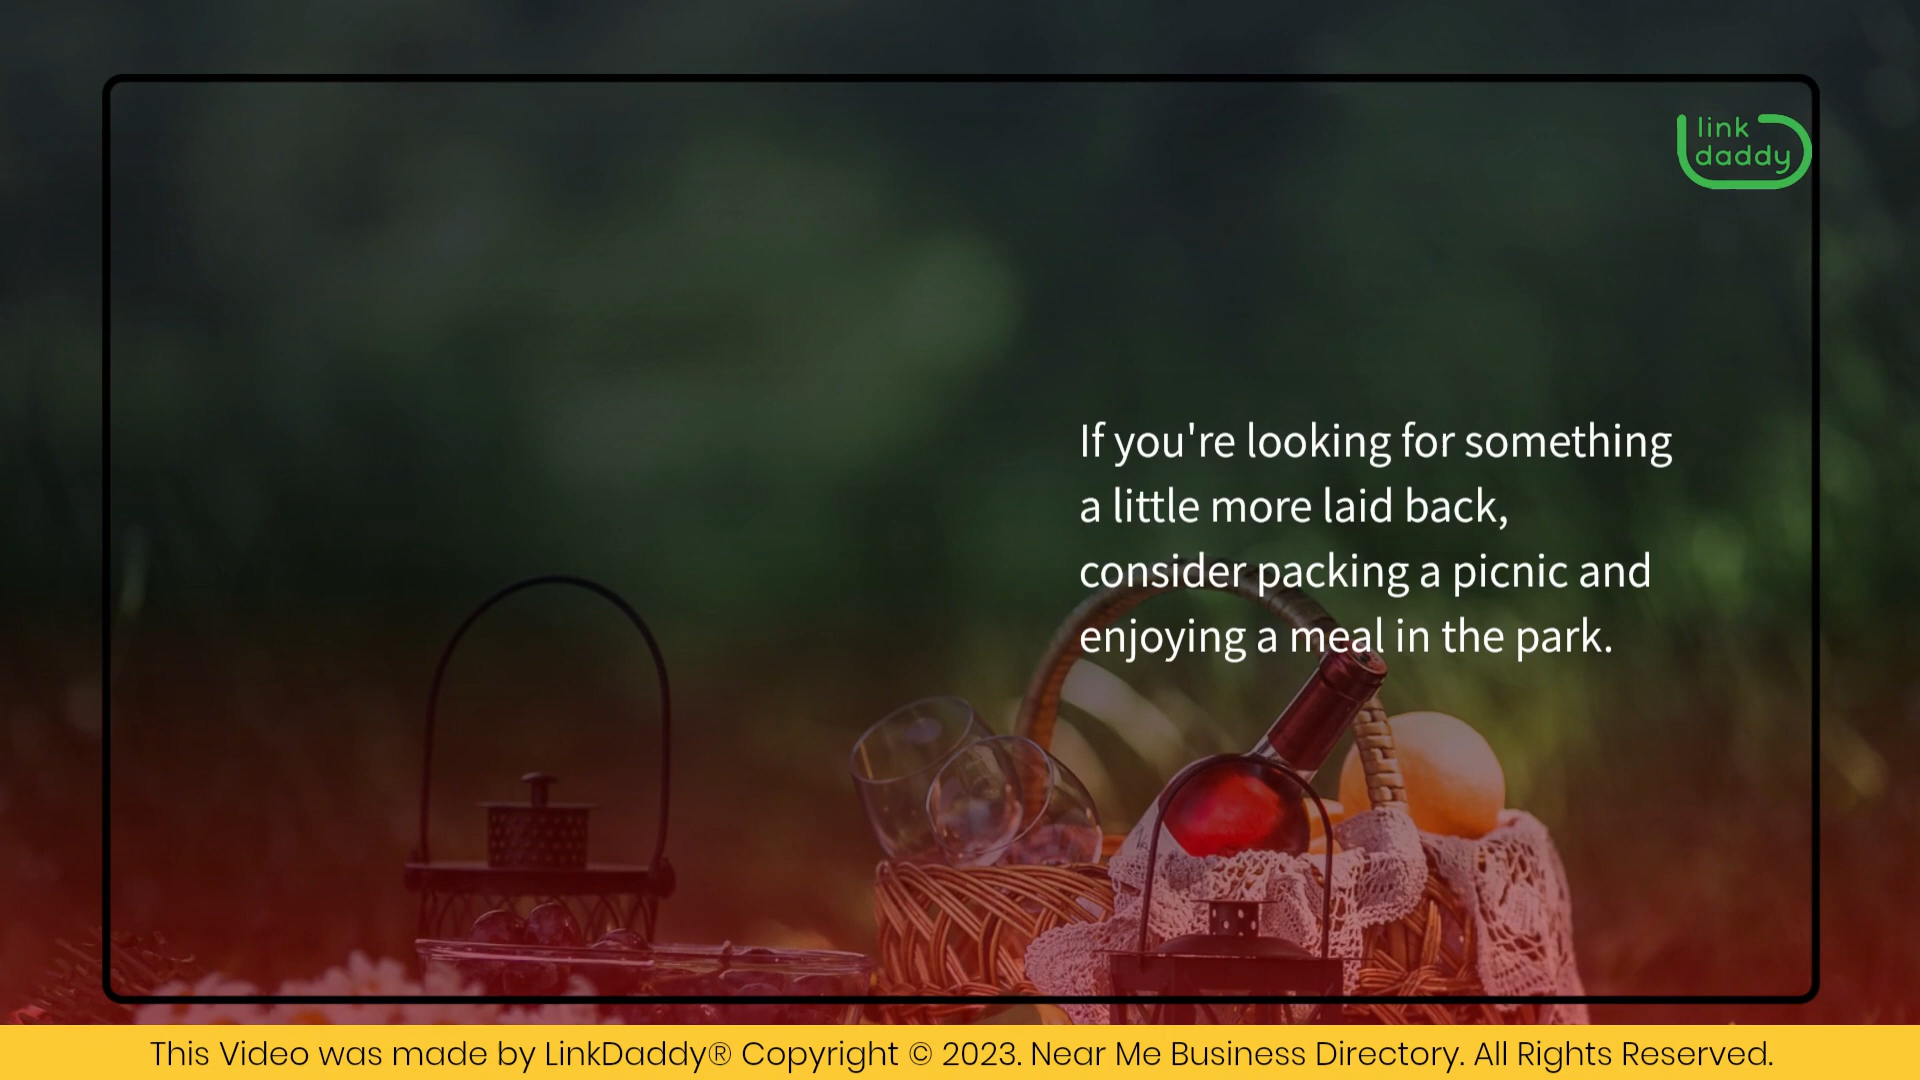 link
daddy
If you're looking for something
a little more laid back,
consider packing a picnic and
enjoying a meal in the park.
This Video was made by LinkDaddy® Copyright © 2023. Near Me Business Directory. All Rights Reserved.